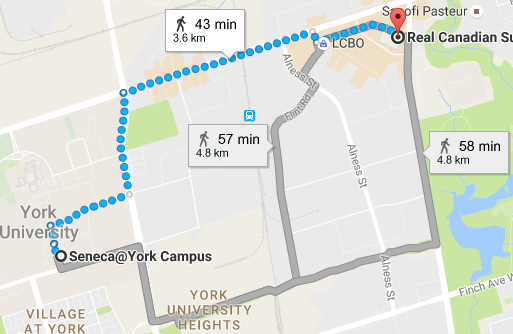 Sanofi Pasteur
43 min
3.6 km
LCBO
Real Canadian Su
Alness St
Flint Rd
57 min
4.8 km
58 min
4.8 km
Alness St
York
University
Seneca@York Campus
Alness St
Finch Ave W
YORK
UNIVERSITY
HEIGHTS
VILLAGE
AT YORK